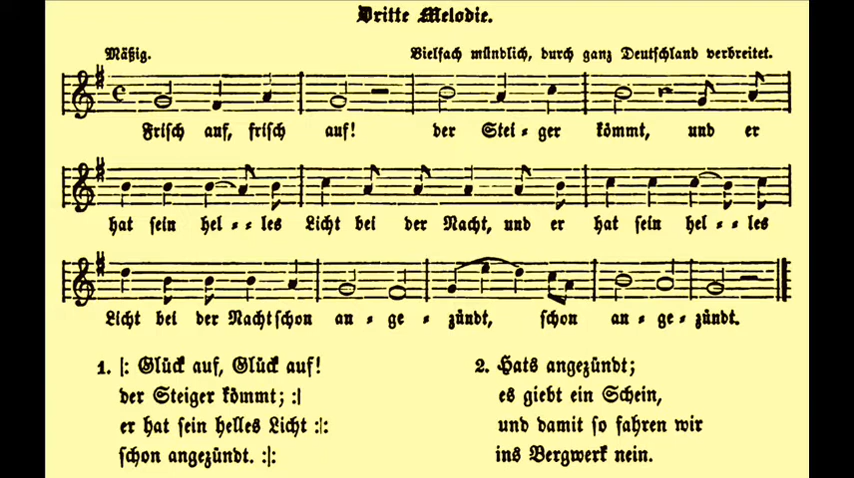 Dritte Melodie.
Mäßig.
Vielfach mündlich, durch ganz Deutschland verbreitet.
Frisch auf, frisch auf! der Stei - ger kömmt, und er
hat sein hel - - les Licht bei der Nacht, und er hat sein hel - - les
Licht bei der Nacht schon an - ge - zündt, schon an - ge - zündt.
1. |: Glück auf, Glück auf!
der Steiger kömmt; :|
er hat sein helles Licht :|:
schon angezündt. :|:
2. Hats angezündt;
es giebt ein Schein,
und damit so fahren wir
ins Bergwerk nein.